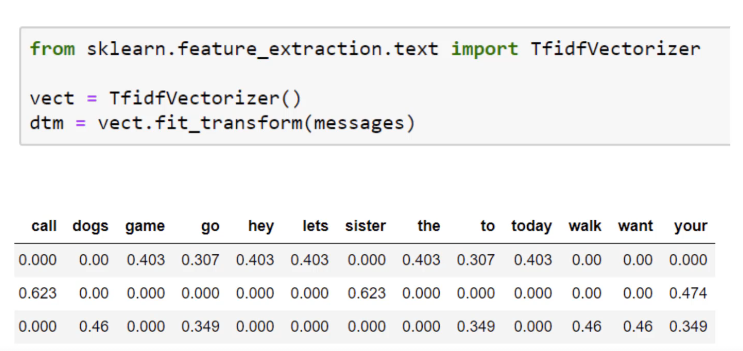 from sklearn.feature_extraction.text import TfidfVectorizer
vect = TfidfVectorizer()
dtm = vect.fit_transform(messages)
call dogs game go hey lets sister the to today walk want your
0.000 0.00 0.403 0.307 0.403 0.403 0.000 0.403 0.307 0.403 0.00 0.00 0.000
0.623 0.00 0.000 0.000 0.000 0.000 0.623 0.000 0.000 0.000 0.00 0.00 0.474
0.000 0.46 0.000 0.349 0.000 0.000 0.000 0.000 0.349 0.000 0.46 0.46 0.349